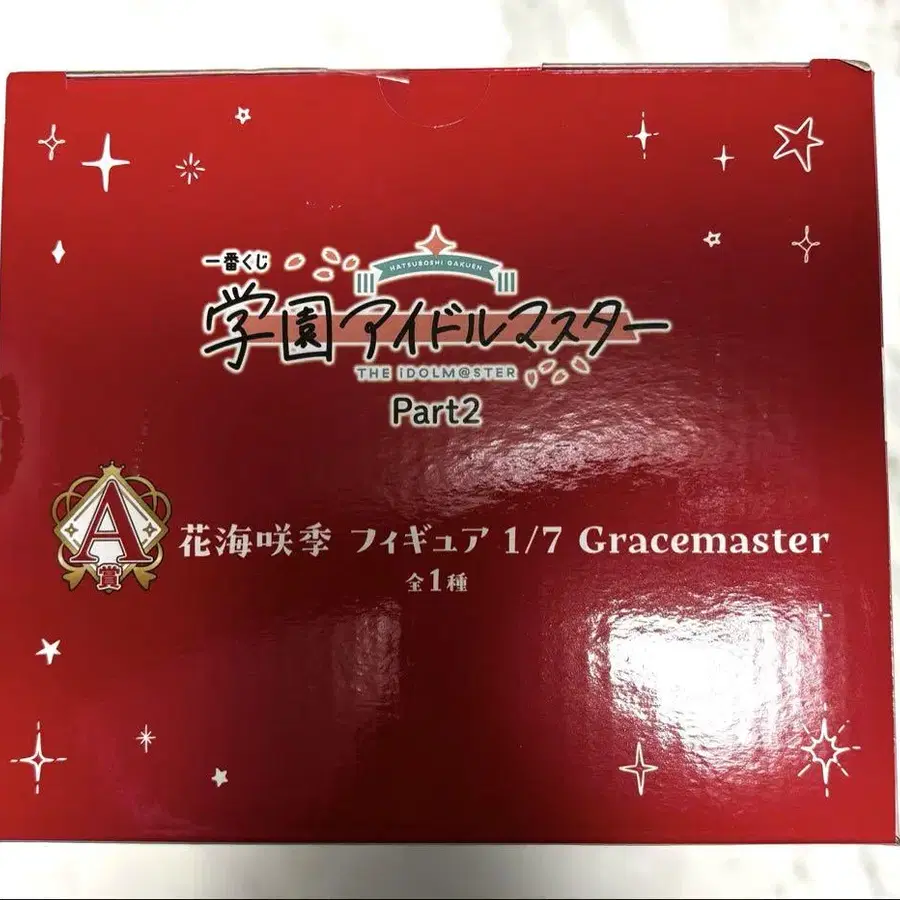 一番くじ
HATSUBOSHI GAKUEN
学園アイドルマスター
THE iDOLM@STER
Part2
A賞
花海咲季 フィギュア 1/7 Gracemaster
全1種